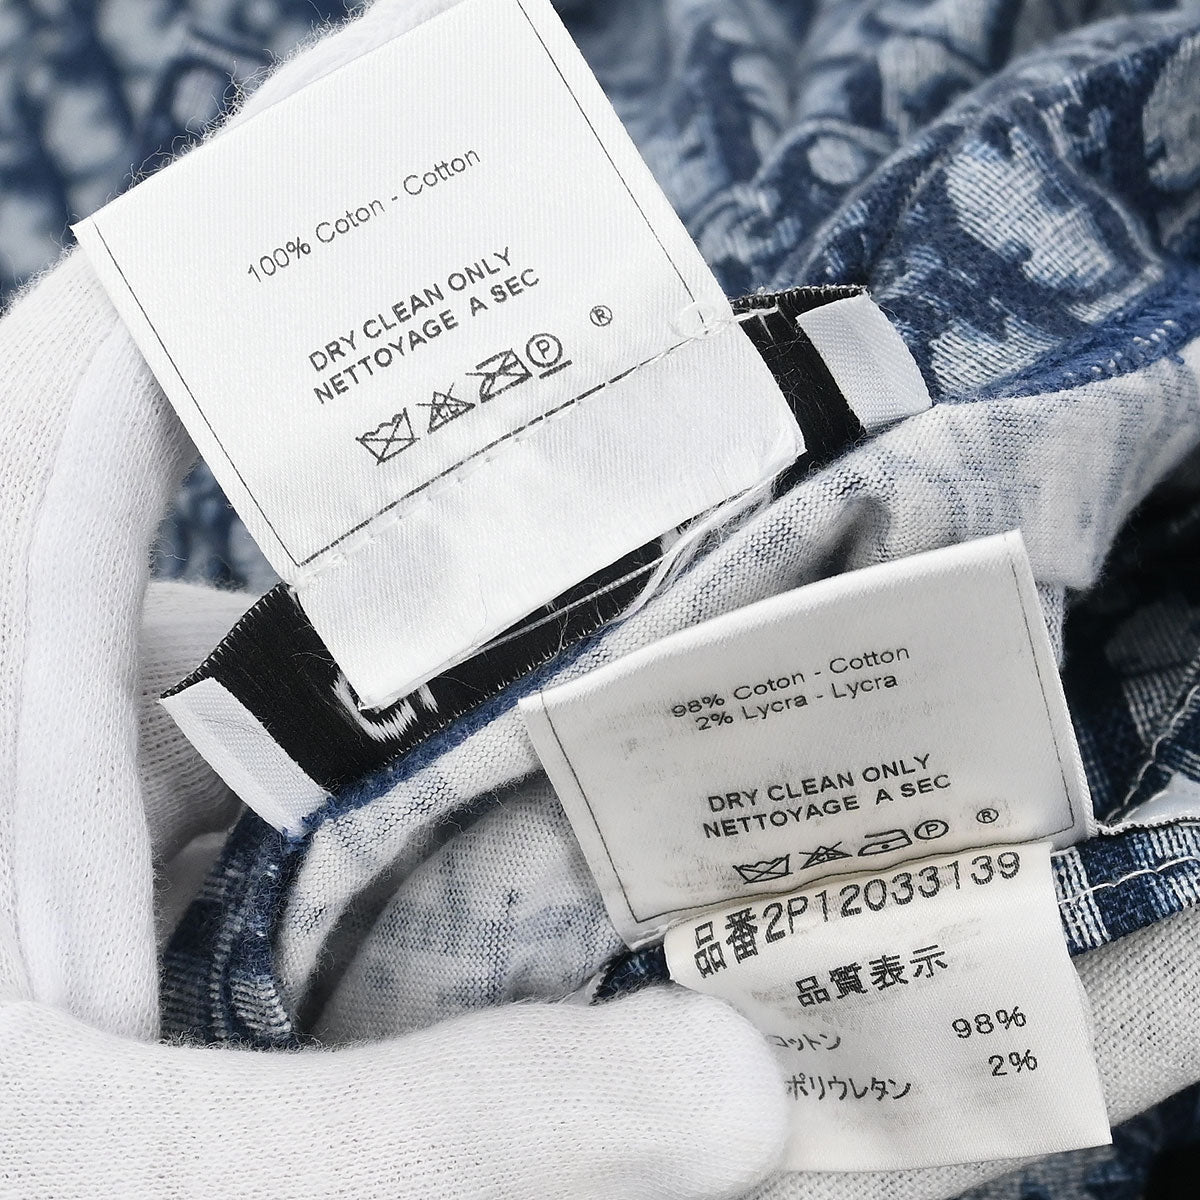 100% Coton - Cotton
DRY CLEAN ONLY
NETTOYAGE A SEC
P
®
98% Coton - Cotton
2% Lycra - Lycra
DRY CLEAN ONLY
NETTOYAGE A SEC
P
®
品番2P12033139
品質表示
コットン 98%
ポリウレタン 2%